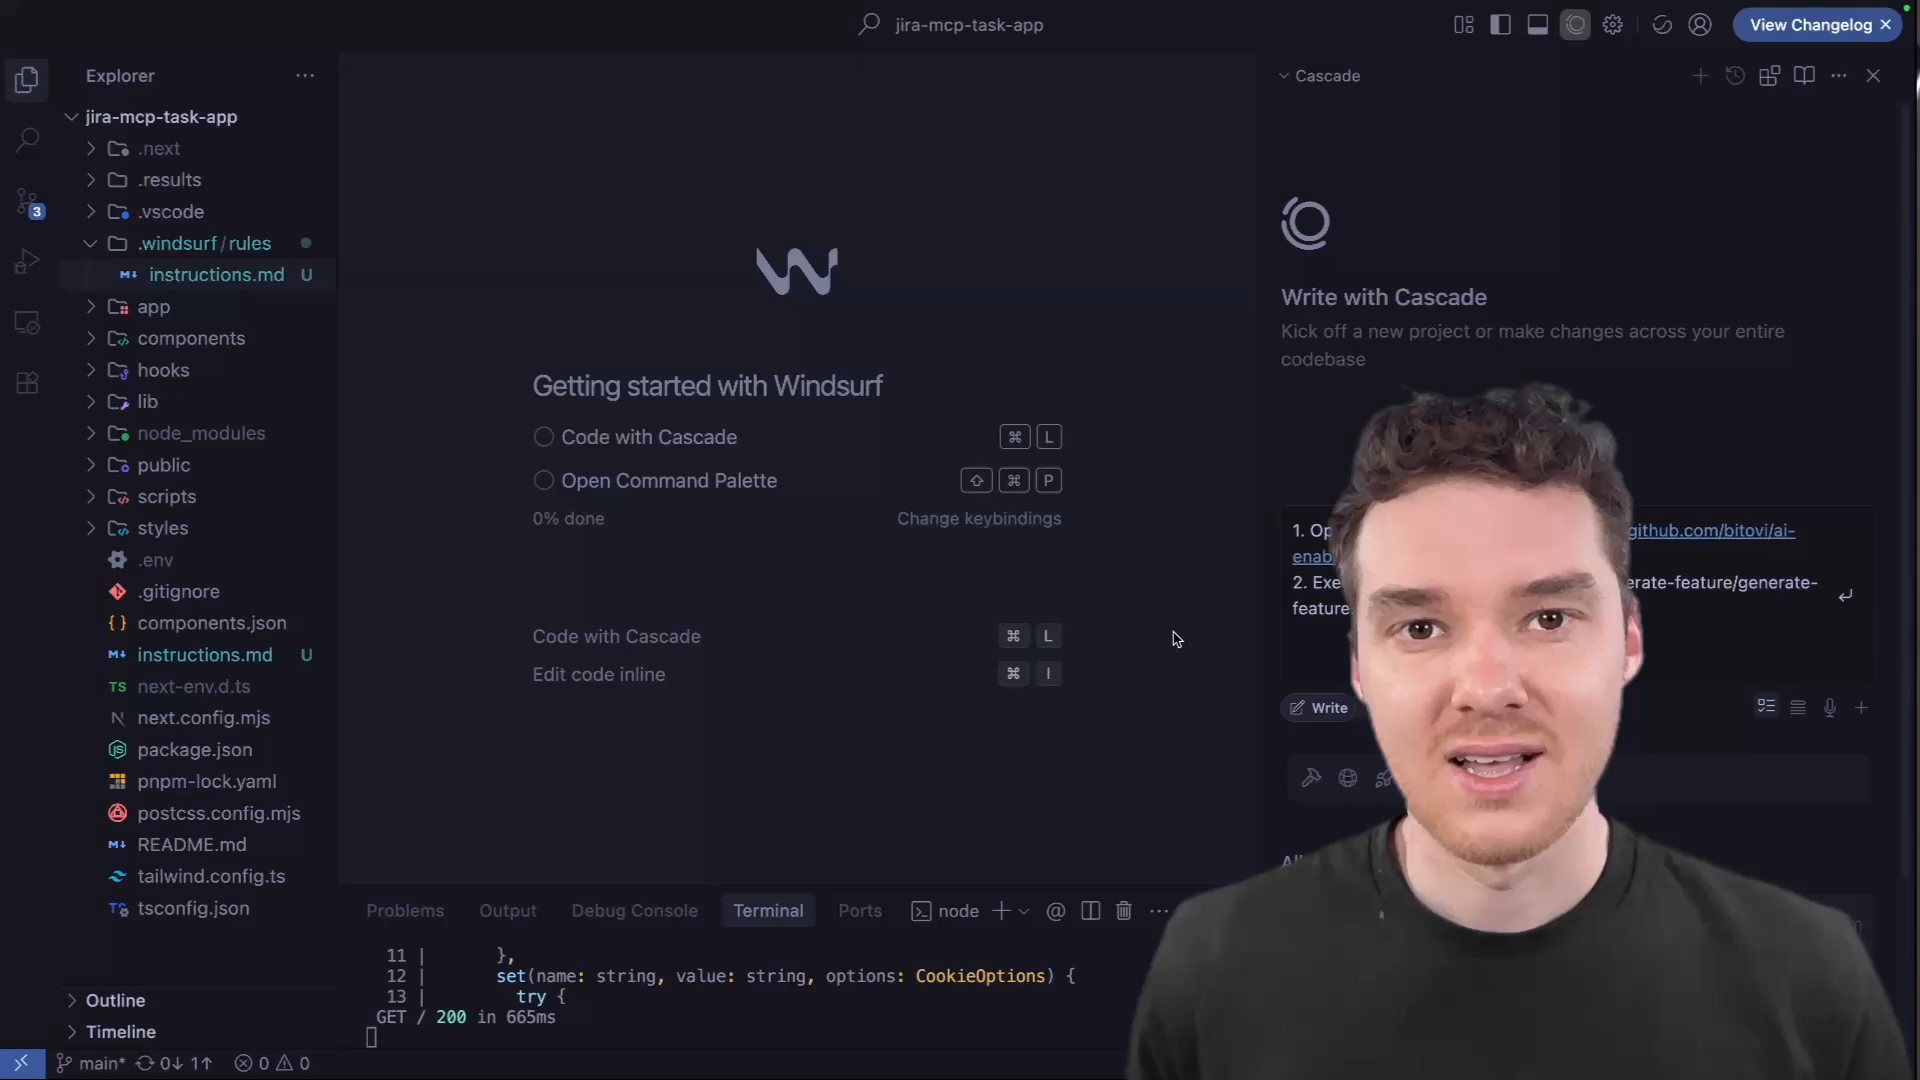 jira-mcp-task-app
View Changelog ×
Explorer
jira-mcp-task-app
.next
.results
.vscode
.windsurf/rules
instructions.md U
app
components
hooks
lib
node_modules
public
scripts
styles
.env
.gitignore
components.json
instructions.md U
next-env.d.ts
next.config.mjs
package.json
pnpm-lock.yaml
postcss.config.mjs
README.md
tailwind.config.ts
tsconfig.json
Outline
Timeline
3
main* 0↓ 1↑ 0 0
Getting started with Windsurf
Code with Cascade ⌘ L
Open Command Palette ⇧ ⌘ P
0% done Change keybindings
Code with Cascade ⌘ L
Edit code inline ⌘ I
Problems Output Debug Console Terminal Ports node
11 | },
12 | set(name: string, value: string, options: CookieOptions) {
13 | try {
GET / 200 in 665ms
Cascade
Write with Cascade
Kick off a new project or make changes across your entire
codebase
1. github.com/bitovi/ai-
2. erate-feature/generate-
feature
Write